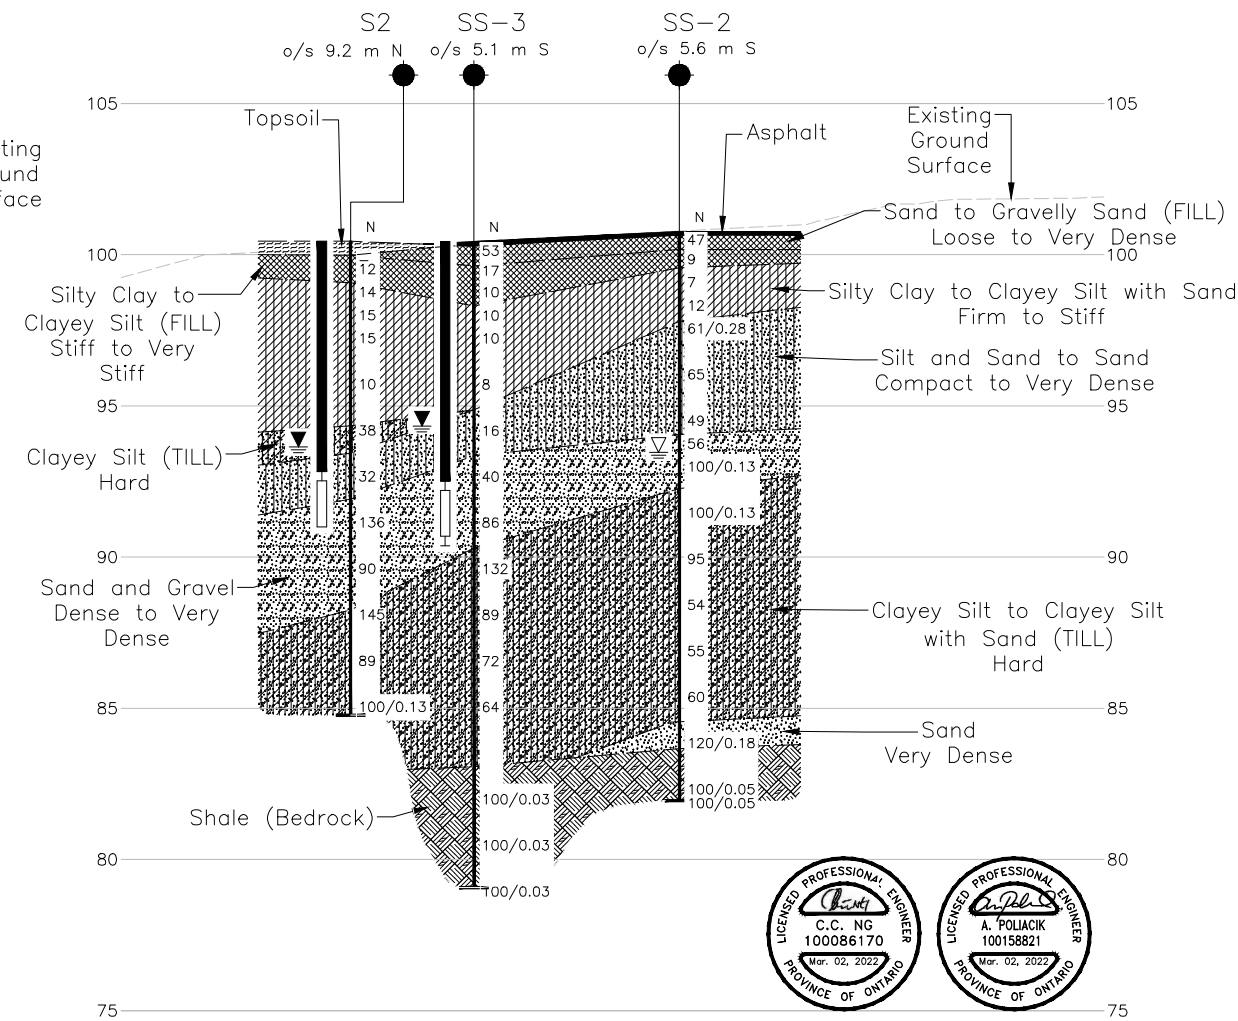 S2
o/s 9.2 m N
SS-3
o/s 5.1 m S
SS-2
o/s 5.6 m S
105
105
Topsoil
Asphalt
Existing
Ground
Surface
ting
und
face
N
N
N
Sand to Gravelly Sand (FILL)
Loose to Very Dense
100
100
Silty Clay to
Clayey Silt (FILL)
Stiff to Very
Stiff
Silty Clay to Clayey Silt with Sand
Firm to Stiff
Silt and Sand to Sand
Compact to Very Dense
95
95
Clayey Silt (TILL)
Hard
90
90
Sand and Gravel
Dense to Very
Dense
Clayey Silt to Clayey Silt
with Sand (TILL)
Hard
85
85
Sand
Very Dense
Shale (Bedrock)
80
80
75
75
12
14
15
15
10
38
32
136
90
145
89
100/0.13
53
17
10
10
10
8
16
40
86
132
89
72
64
100/0.03
100/0.03
100/0.03
47
9
7
12
61/0.28
65
49
56
100/0.13
100/0.13
95
54
55
60
120/0.18
100/0.05
100/0.05
LICENSED PROFESSIONAL ENGINEER
C.C. NG
100086170
Mar. 02, 2022
PROVINCE OF ONTARIO
LICENSED PROFESSIONAL ENGINEER
A. POLIACIK
100158821
Mar. 02, 2022
PROVINCE OF ONTARIO